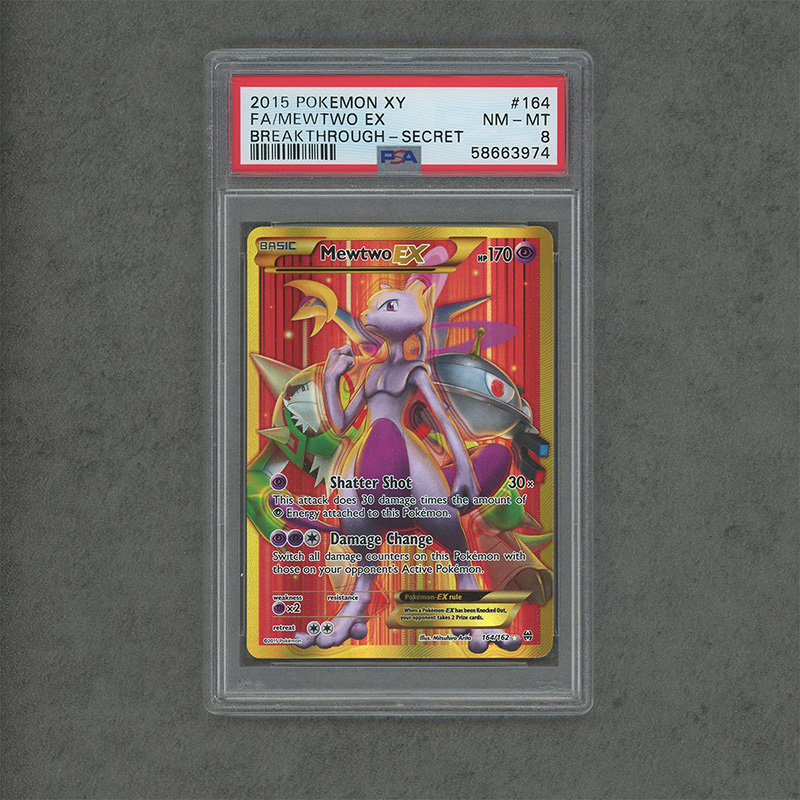 2015 POKEMON XY #164
FA/MEWTWO EX NM - MT
BREAKTHROUGH - SECRET 8
PSA 58663974
BASIC Mewtwo EX HP 170
Shatter Shot 30×
This attack does 30 damage times the amount of
Energy attached to this Pokémon.
Damage Change
Switch all damage counters on this Pokémon with
those on your opponent's Active Pokémon.
weakness resistance
×2
Pokémon-EX rule
When a Pokémon-EX has been Knocked Out,
your opponent takes 2 Prize cards.
retreat
©2015 Pokémon Illus. Mitsuhiro Arita 164/162